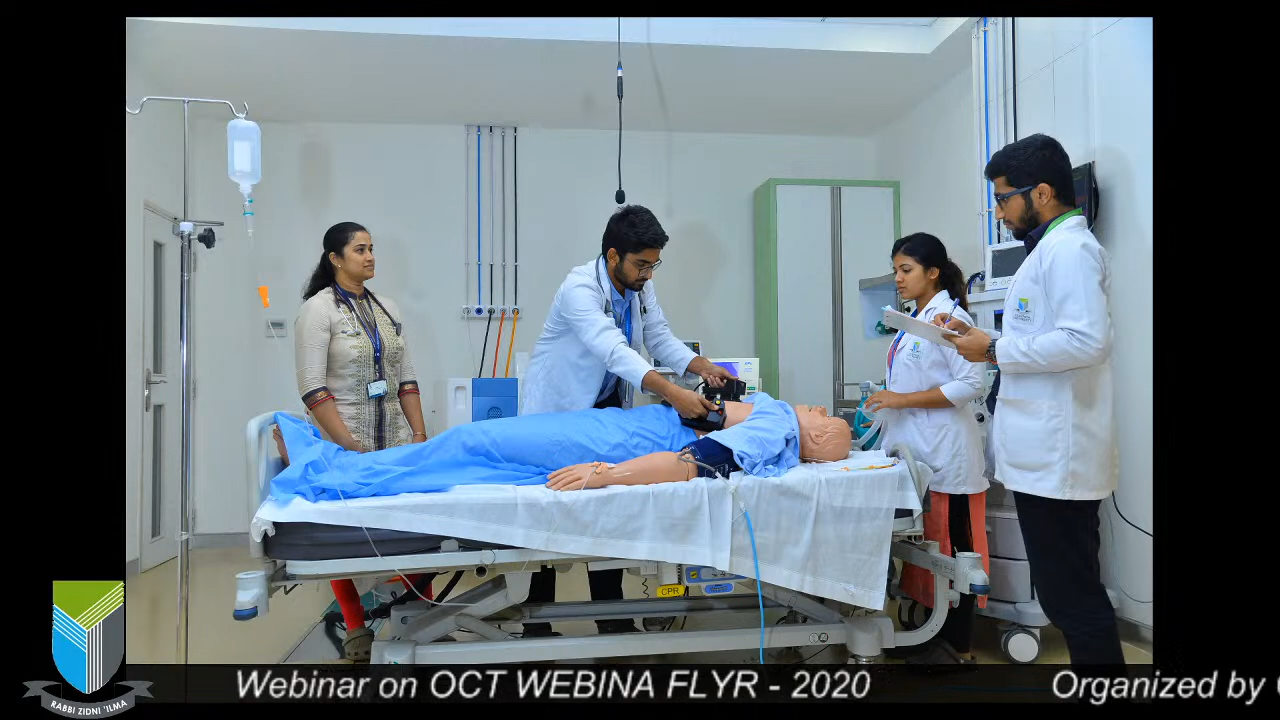 CPR
Webinar on OCT WEBINA FLYR - 2020
Organized by
RABBI ZIDNI 'ILMA